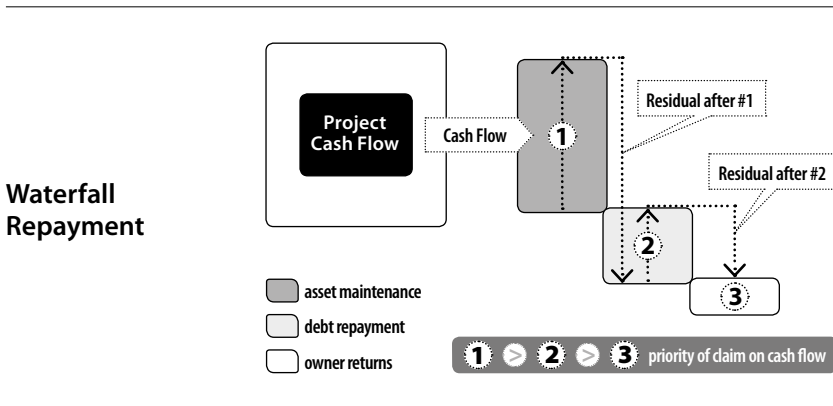 Waterfall
Repayment
Project
Cash Flow
Cash Flow
1
Residual after #1
Residual after #2
2
3
asset maintenance
debt repayment
owner returns
1 > 2 > 3 priority of claim on cash flow